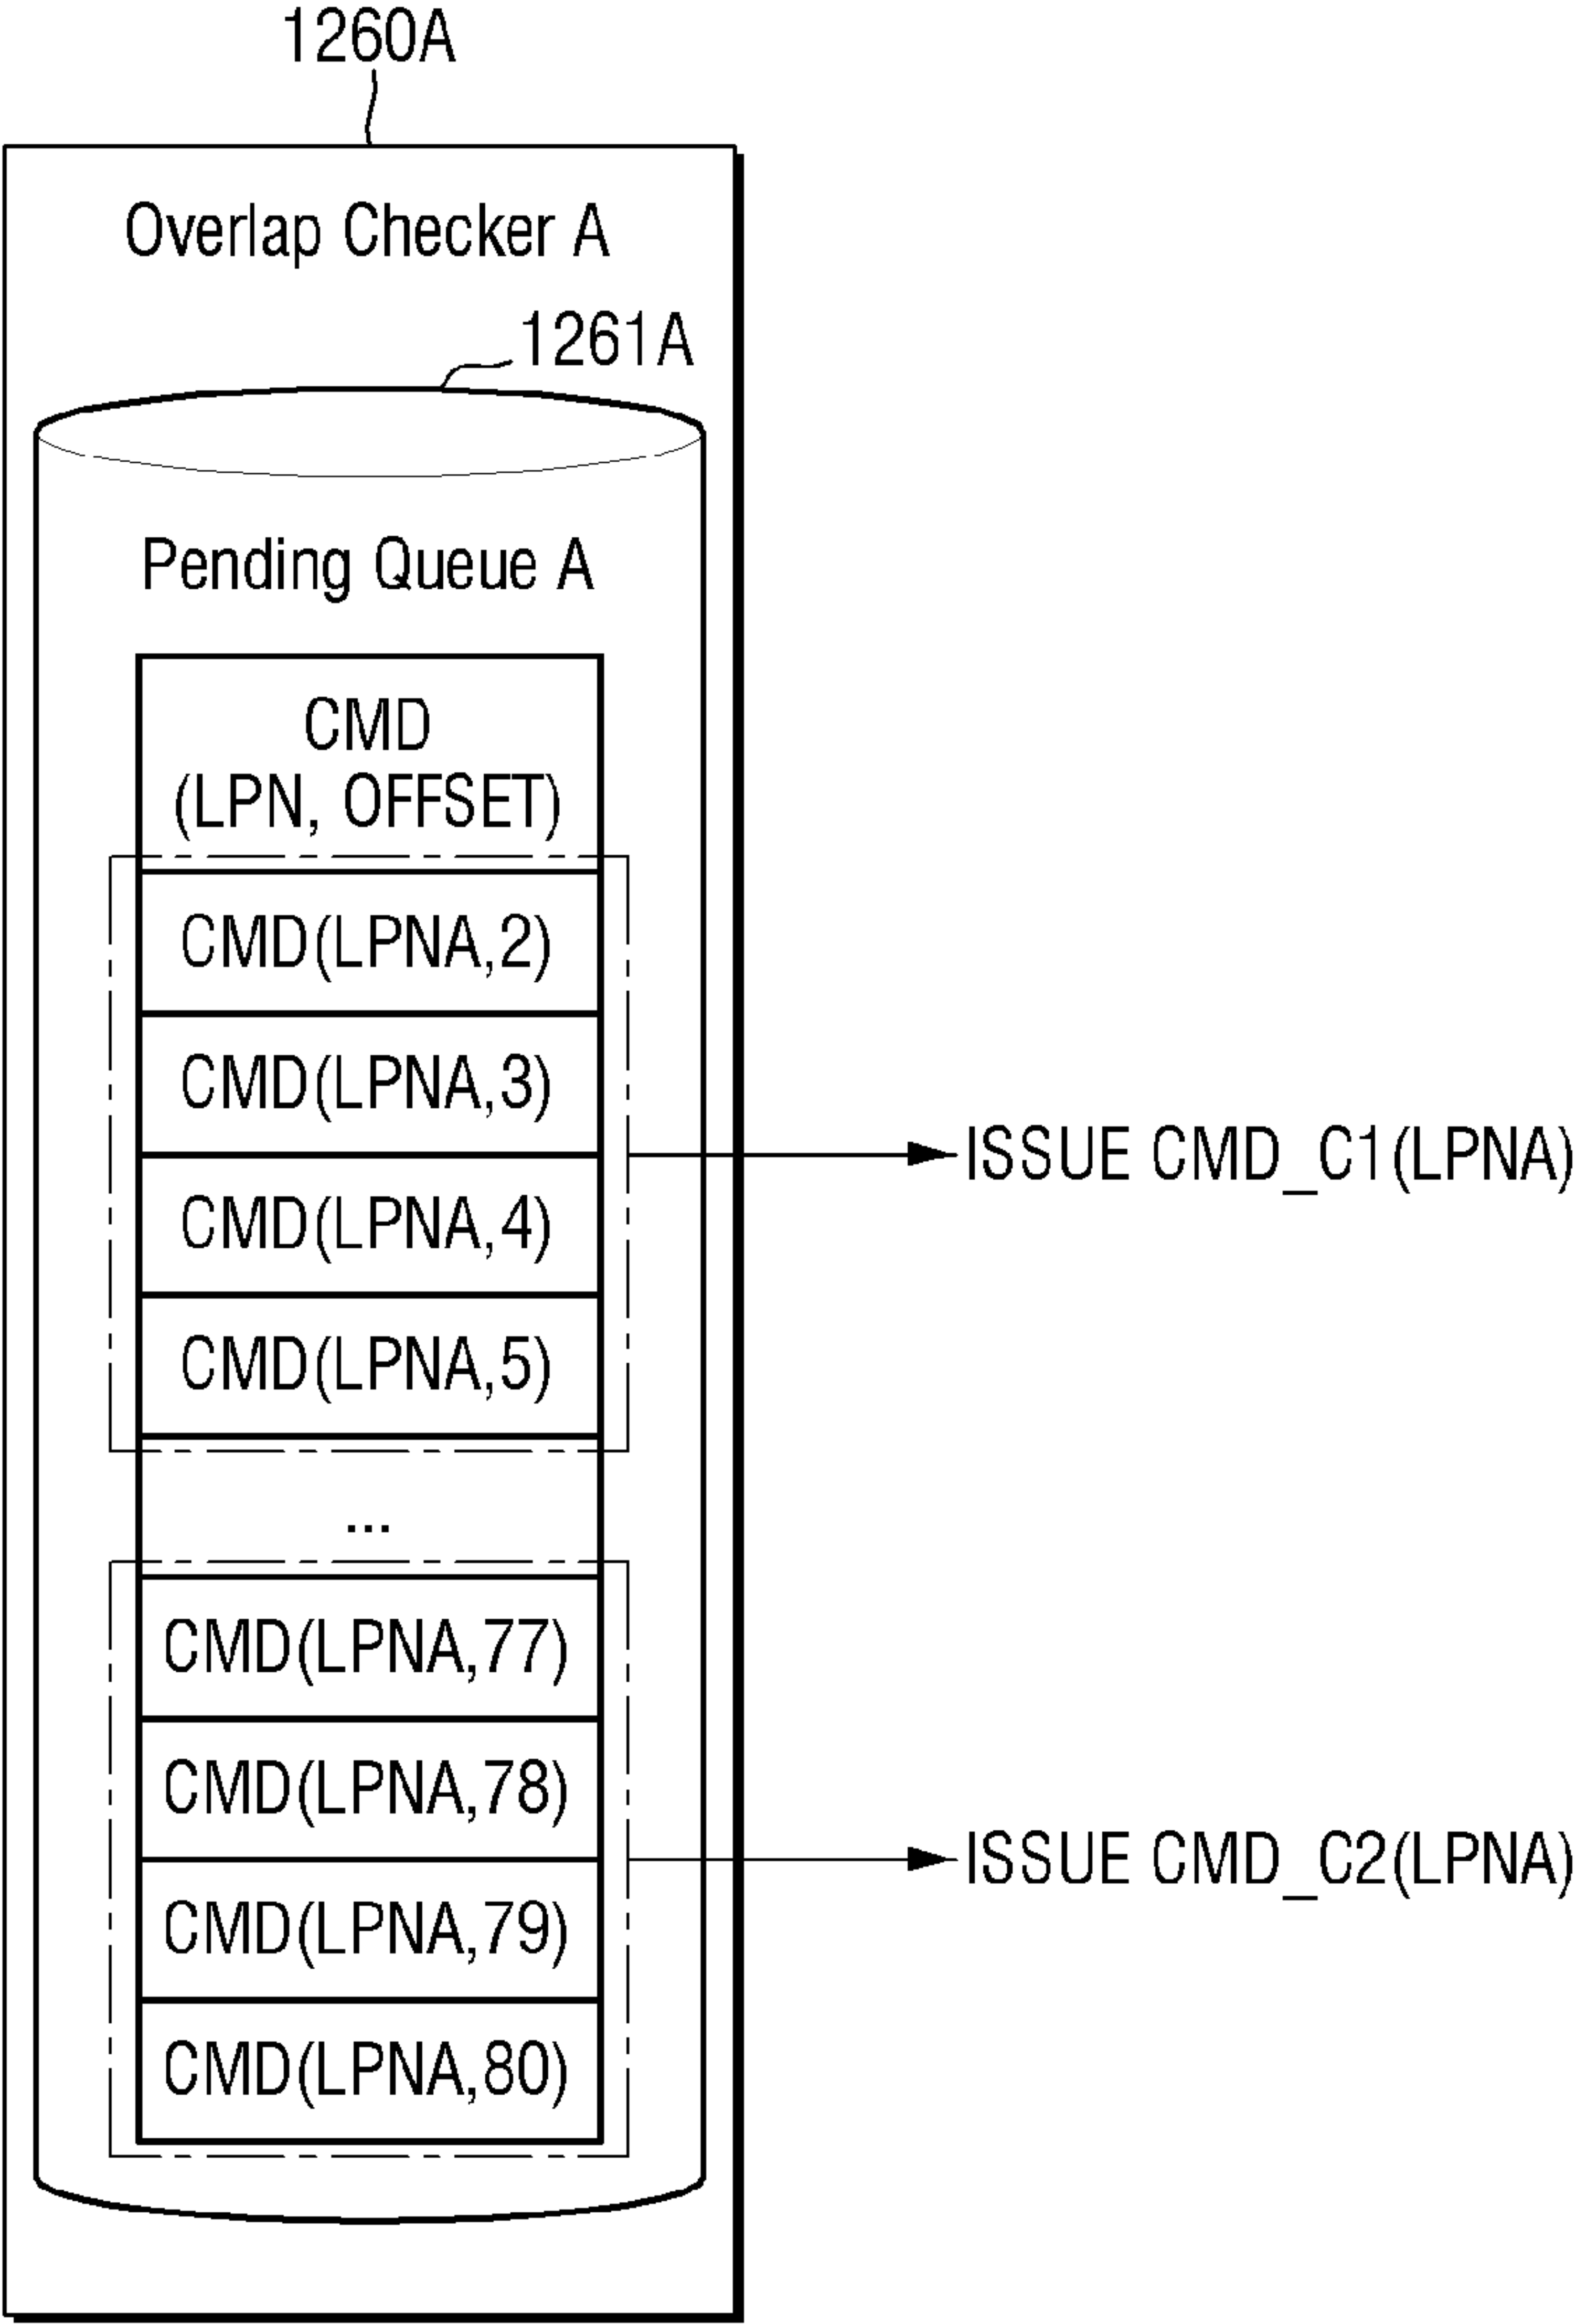 1260A
Overlap Checker A
1261A
Pending Queue A
CMD
(LPN, OFFSET)
CMD(LPNA,2)
CMD(LPNA,3)
ISSUE CMD_C1(LPNA)
CMD(LPNA,4)
CMD(LPNA,5)
...
CMD(LPNA,77)
CMD(LPNA,78)
ISSUE CMD_C2(LPNA)
CMD(LPNA,79)
CMD(LPNA,80)